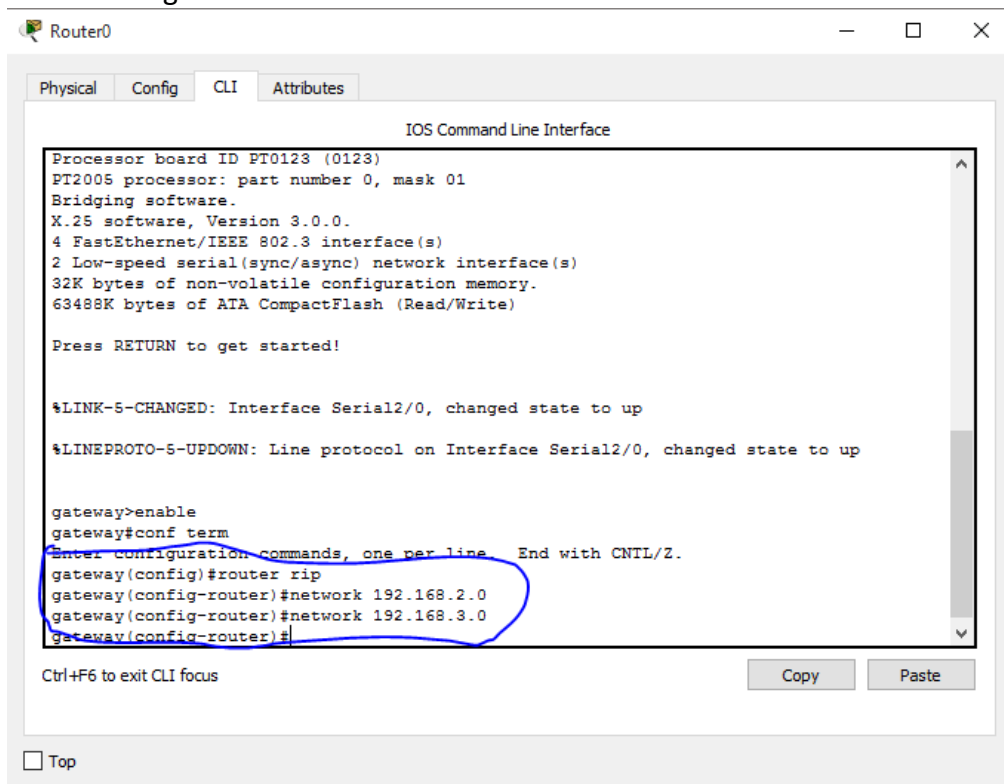 Router0
Physical Config CLI Attributes
IOS Command Line Interface
Processor board ID PT0123 (0123)
PT2005 processor: part number 0, mask 01
Bridging software.
X.25 software, Version 3.0.0.
4 FastEthernet/IEEE 802.3 interface(s)
2 Low-speed serial(sync/async) network interface(s)
32K bytes of non-volatile configuration memory.
63488K bytes of ATA CompactFlash (Read/Write)
Press RETURN to get started!
%LINK-5-CHANGED: Interface Serial2/0, changed state to up
%LINEPROTO-5-UPDOWN: Line protocol on Interface Serial2/0, changed state to up
gateway>enable
gateway#conf term
Enter configuration commands, one per line. End with CNTL/Z.
gateway(config)#router rip
gateway(config-router)#network 192.168.2.0
gateway(config-router)#network 192.168.3.0
gateway(config-router)#
Ctrl+F6 to exit CLI focus
Copy Paste
Top